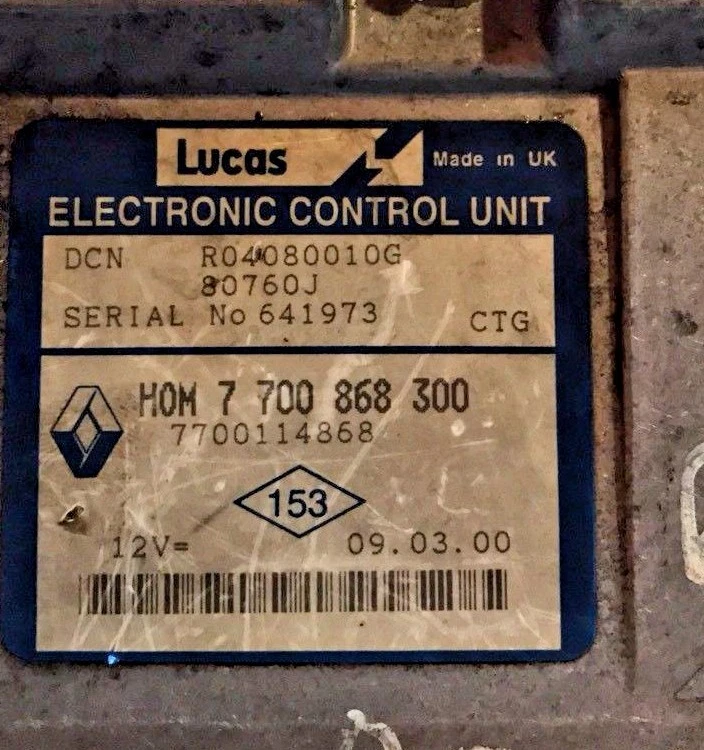 Lucas Made in UK
ELECTRONIC CONTROL UNIT
DCN R04080010G
80760J
SERIAL No 641973 CTG
HOM 7 700 868 300
7700114868
153
12V= 09.03.00